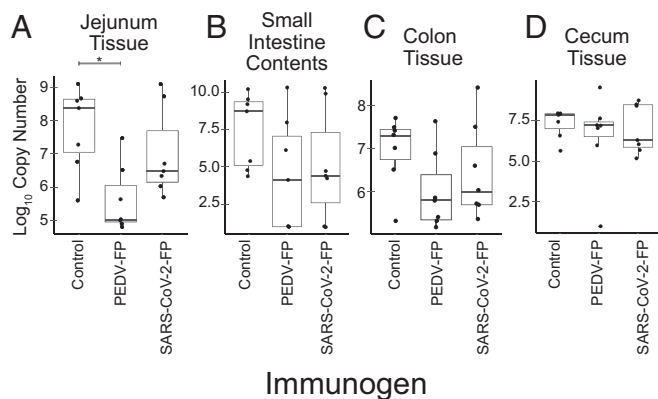 A
Jejunum
Tissue
B
Small
Intestine
Contents
C
Colon
Tissue
D
Cecum
Tissue
Log10 Copy Number
*
9
8
7
6
5
10.0
7.5
5.0
2.5
8
7
6
7.5
5.0
2.5
Control
PEDV-FP
SARS-CoV-2-FP
Control
PEDV-FP
SARS-CoV-2-FP
Control
PEDV-FP
SARS-CoV-2-FP
Control
PEDV-FP
SARS-CoV-2-FP
Immunogen